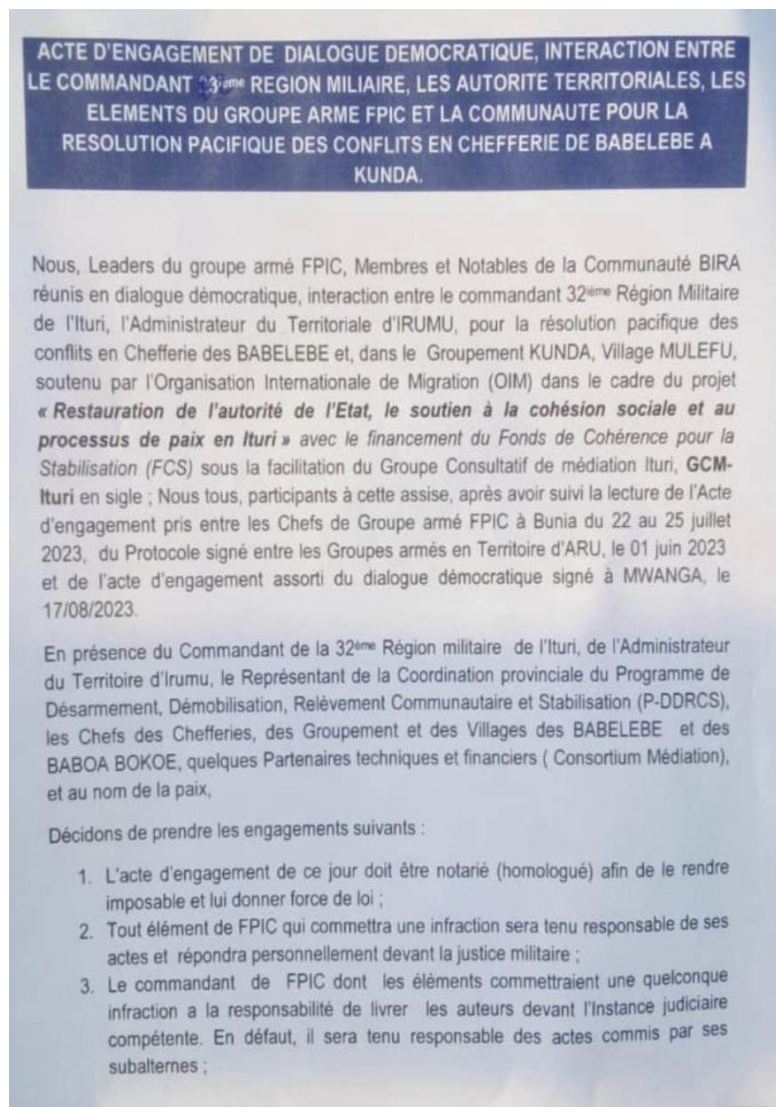 ACTE D'ENGAGEMENT DE DIALOGUE DEMOCRATIQUE, INTERACTION ENTRE
LE COMMANDANT 3ieme REGION MILIAIRE, LES AUTORITE TERRITORIALES, LES
ELEMENTS DU GROUPE ARME FPIC ET LA COMMUNAUTE POUR LA
RESOLUTION PACIFIQUE DES CONFLITS EN CHEFFERIE DE BABELEBE A
KUNDA.
Nous, Leaders du groupe armé FPIC, Membres et Notables de la Communauté BIRA
réunis en dialogue démocratique, interaction entre le commandant 32ième Région Militaire
de l'Ituri, l'Administrateur du Territoriale d'IRUMU, pour la résolution pacifique des
conflits en Chefferie des BABELEBE et, dans le Groupement KUNDA, Village MULEFU,
soutenu par l'Organisation Internationale de Migration (OIM) dans le cadre du projet
« Restauration de l'autorité de l'Etat, le soutien à la cohésion sociale et au
processus de paix en Ituri » avec le financement du Fonds de Cohérence pour la
Stabilisation (FCS) sous la facilitation du Groupe Consultatif de médiation Ituri, GCM-
Ituri en sigle ; Nous tous, participants à cette assise, après avoir suivi la lecture de l'Acte
d'engagement pris entre les Chefs de Groupe armé FPIC à Bunia du 22 au 25 juillet
2023, du Protocole signé entre les Groupes armés en Territoire d'ARU, le 01 juin 2023
et de l'acte d'engagement assorti du dialogue démocratique signé à MWANGA, le
17/08/2023.
En présence du Commandant de la 32ème Région militaire de l'Ituri, de l'Administrateur
du Territoire d'Irumu, le Représentant de la Coordination provinciale du Programme de
Désarmement, Démobilisation, Relèvement Communautaire et Stabilisation (P-DDRCS),
les Chefs des Chefferies, des Groupement et des Villages des BABELEBE et des
BABOA BOKOE, quelques Partenaires techniques et financiers ( Consortium Médiation),
et au nom de la paix,
Décidons de prendre les engagements suivants :
1. L'acte d'engagement de ce jour doit être notarié (homologué) afin de le rendre
imposable et lui donner force de loi ;
2. Tout élément de FPIC qui commettra une infraction sera tenu responsable de ses
actes et répondra personnellement devant la justice militaire ;
3. Le commandant de FPIC dont les éléments commettraient une quelconque
infraction a la responsabilité de livrer les auteurs devant l'Instance judiciaire
compétente. En défaut, il sera tenu responsable des actes commis par ses
subalternes ;